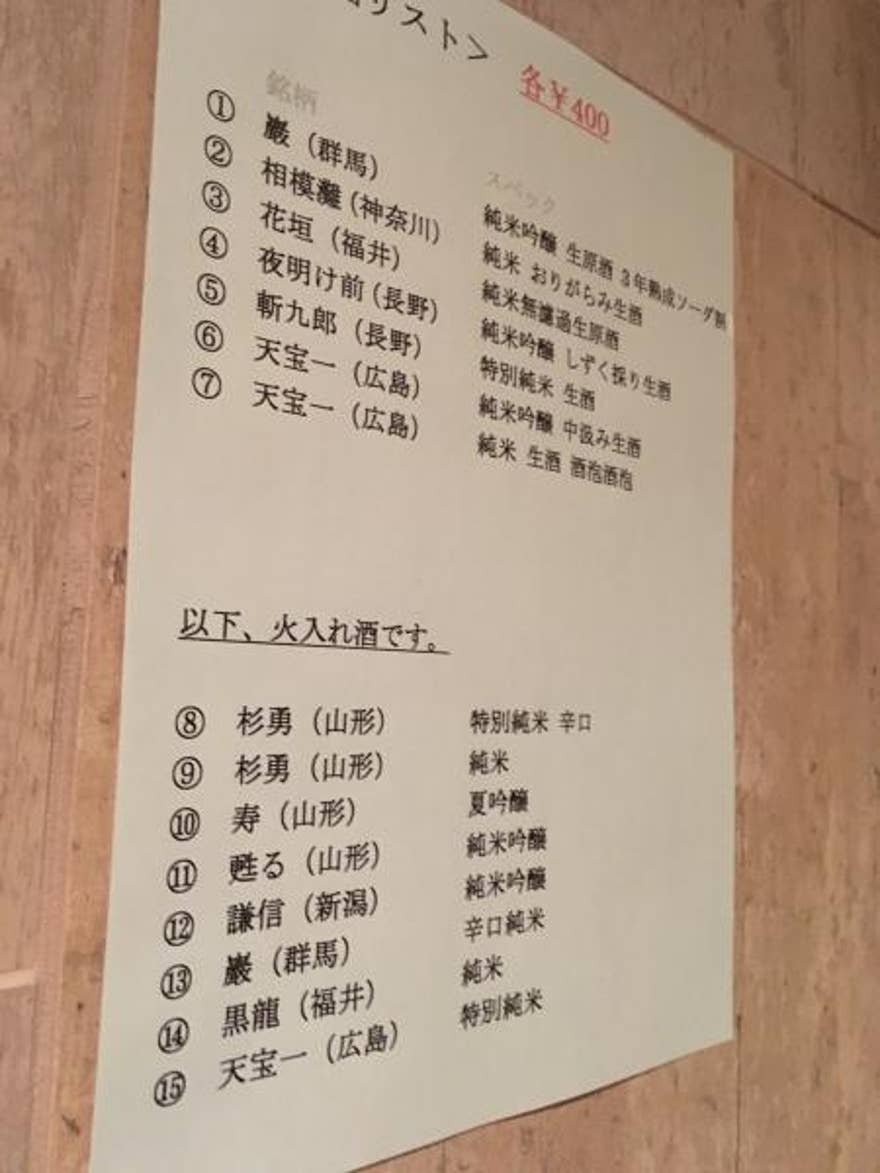 リスト＞ 各￥400
銘柄 スペック
① 巖（群馬） 純米吟醸 生原酒 3年熟成ソーダ割
② 相模灘（神奈川） 純米 おりがらみ生酒
③ 花垣（福井） 純米無濾過生原酒
④ 夜明け前（長野） 純米吟醸 しずく採り生酒
⑤ 斬九郎（長野） 特別純米 生酒
⑥ 天宝一（広島） 純米吟醸 中汲み生酒
⑦ 天宝一（広島） 純米 生酒 酒泡酒泡
以下、火入れ酒です。
⑧ 杉勇（山形） 特別純米 辛口
⑨ 杉勇（山形） 純米
⑩ 寿（山形） 夏吟醸
⑪ 甦る（山形） 純米吟醸
⑫ 謙信（新潟） 純米吟醸
⑬ 巖（群馬） 辛口純米
⑭ 黒龍（福井） 純米
⑮ 天宝一（広島） 特別純米